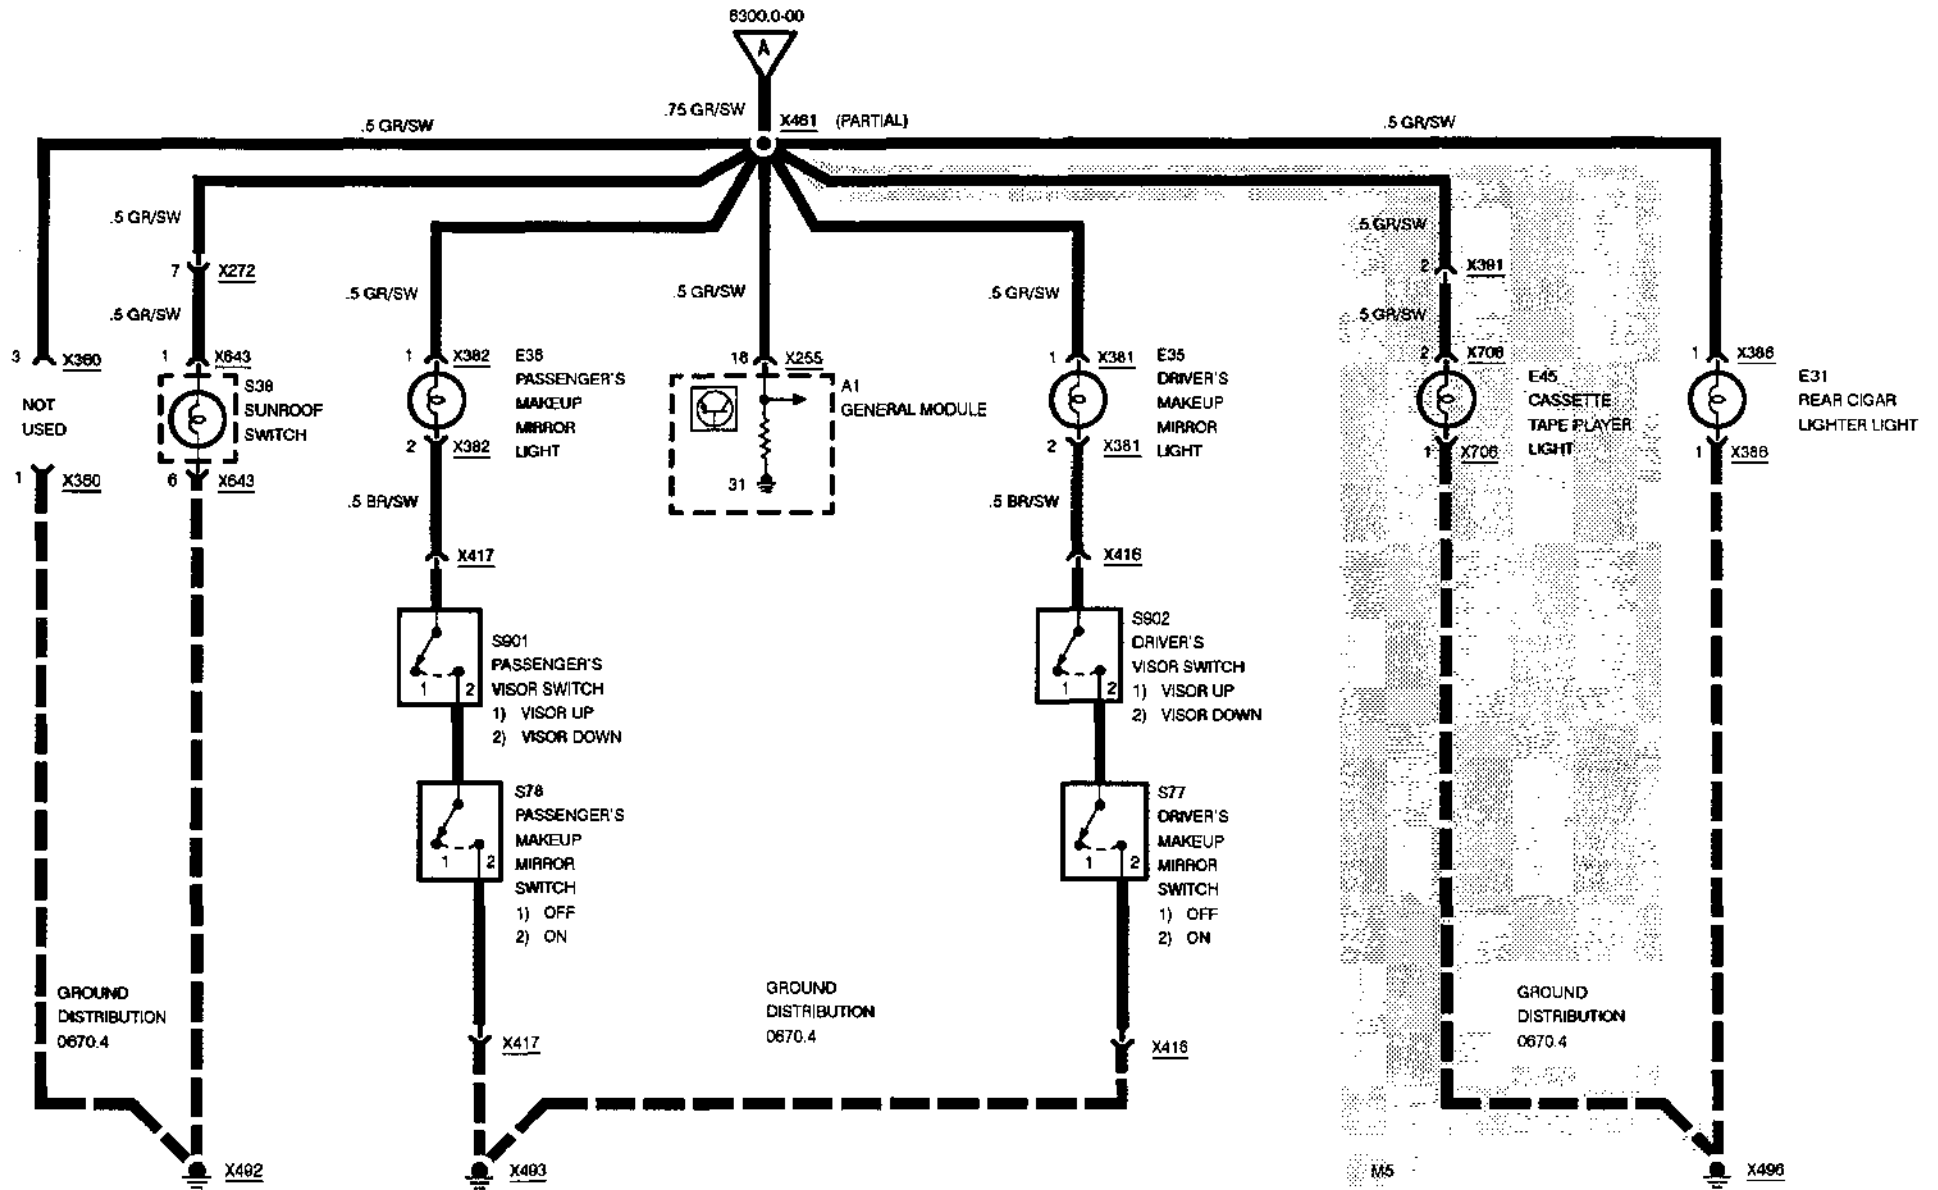 6300.0-00
A
.75 GR/SW
X461 (PARTIAL)
.5 GR/SW
.5 GR/SW
.5 GR/SW
7 X272
.5 GR/SW
3 X360
NOT
USED
1 X360
1 X643
S38
SUNROOF
SWITCH
6 X643
.5 GR/SW
1 X382
E36
PASSENGER'S
MAKEUP
MIRROR
LIGHT
2 X382
.5 BR/SW
X417
S901
PASSENGER'S
VISOR SWITCH
1) VISOR UP
2) VISOR DOWN
1 2
S78
PASSENGER'S
MAKEUP
MIRROR
SWITCH
1) OFF
2) ON
1 2
X417
.5 GR/SW
18 X255
A1
GENERAL MODULE
31
.5 GR/SW
1 X381
E35
DRIVER'S
MAKEUP
MIRROR
LIGHT
2 X381
.5 BR/SW
X416
S902
DRIVER'S
VISOR SWITCH
1) VISOR UP
2) VISOR DOWN
1 2
S77
DRIVER'S
MAKEUP
MIRROR
SWITCH
1) OFF
2) ON
1 2
X416
.5 GR/SW
2 X391
.5 GR/SW
2 X706
E45
CASSETTE
TAPE PLAYER
LIGHT
1 X706
1 X386
E31
REAR CIGAR
LIGHTER LIGHT
1 X386
GROUND
DISTRIBUTION
0670.4
GROUND
DISTRIBUTION
0670.4
GROUND
DISTRIBUTION
0670.4
X492
X493
M5
X496